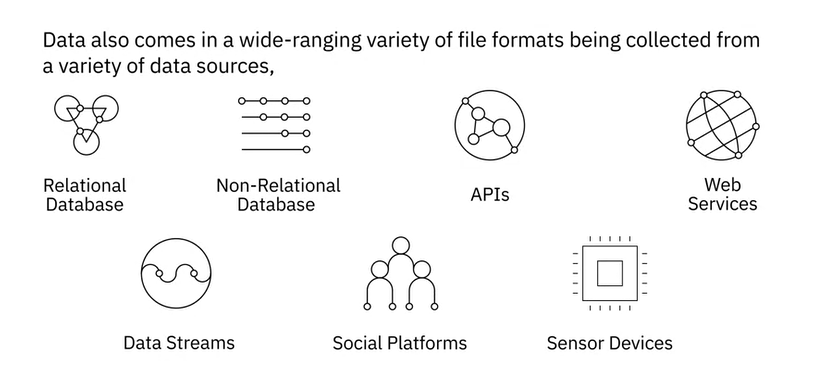 Data also comes in a wide-ranging variety of file formats being collected from
a variety of data sources,
Relational
Database
Non-Relational
Database
APIs
Web
Services
Data Streams
Social Platforms
Sensor Devices